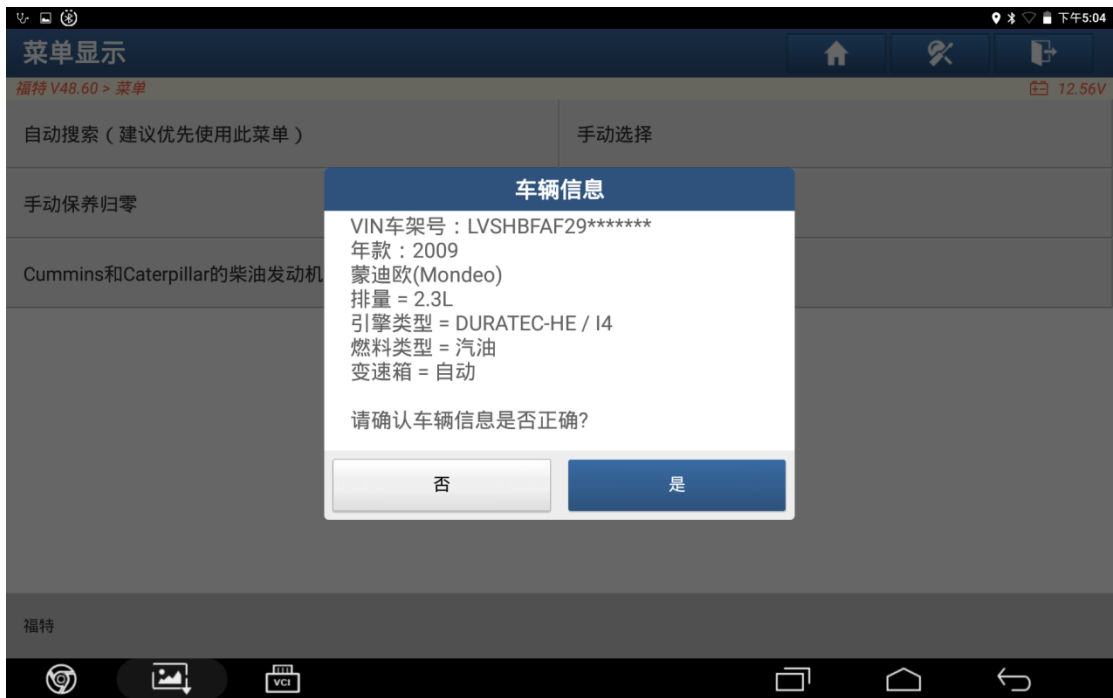 下午5:04
菜单显示
福特 V48.60 > 菜单
12.56V
自动搜索（建议优先使用此菜单）
手动选择
手动保养归零
Cummins和Caterpillar的柴油发动机
车辆信息
VIN车架号：LVSHBFAF29*******
年款：2009
蒙迪欧(Mondeo)
排量 = 2.3L
引擎类型 = DURATEC-HE / I4
燃料类型 = 汽油
变速箱 = 自动
请确认车辆信息是否正确?
否
是
福特
VCI